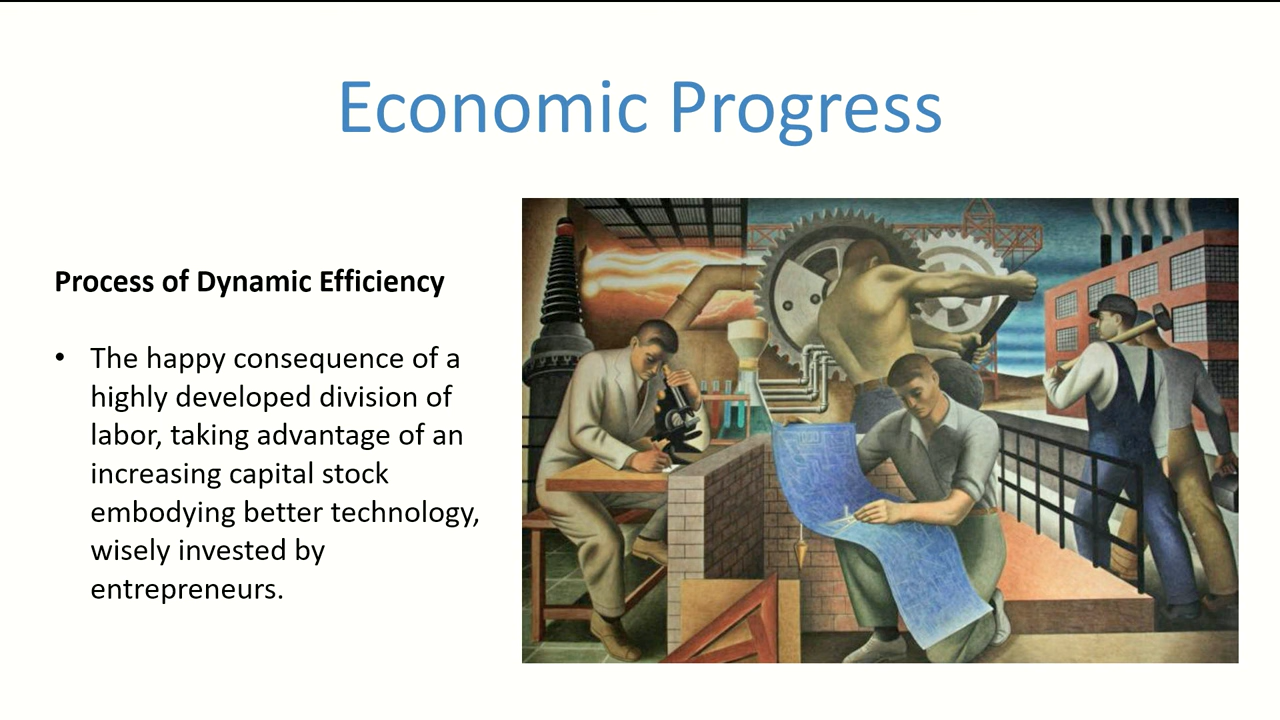 Economic Progress
Process of Dynamic Efficiency
• The happy consequence of a
highly developed division of
labor, taking advantage of an
increasing capital stock
embodying better technology,
wisely invested by
entrepreneurs.